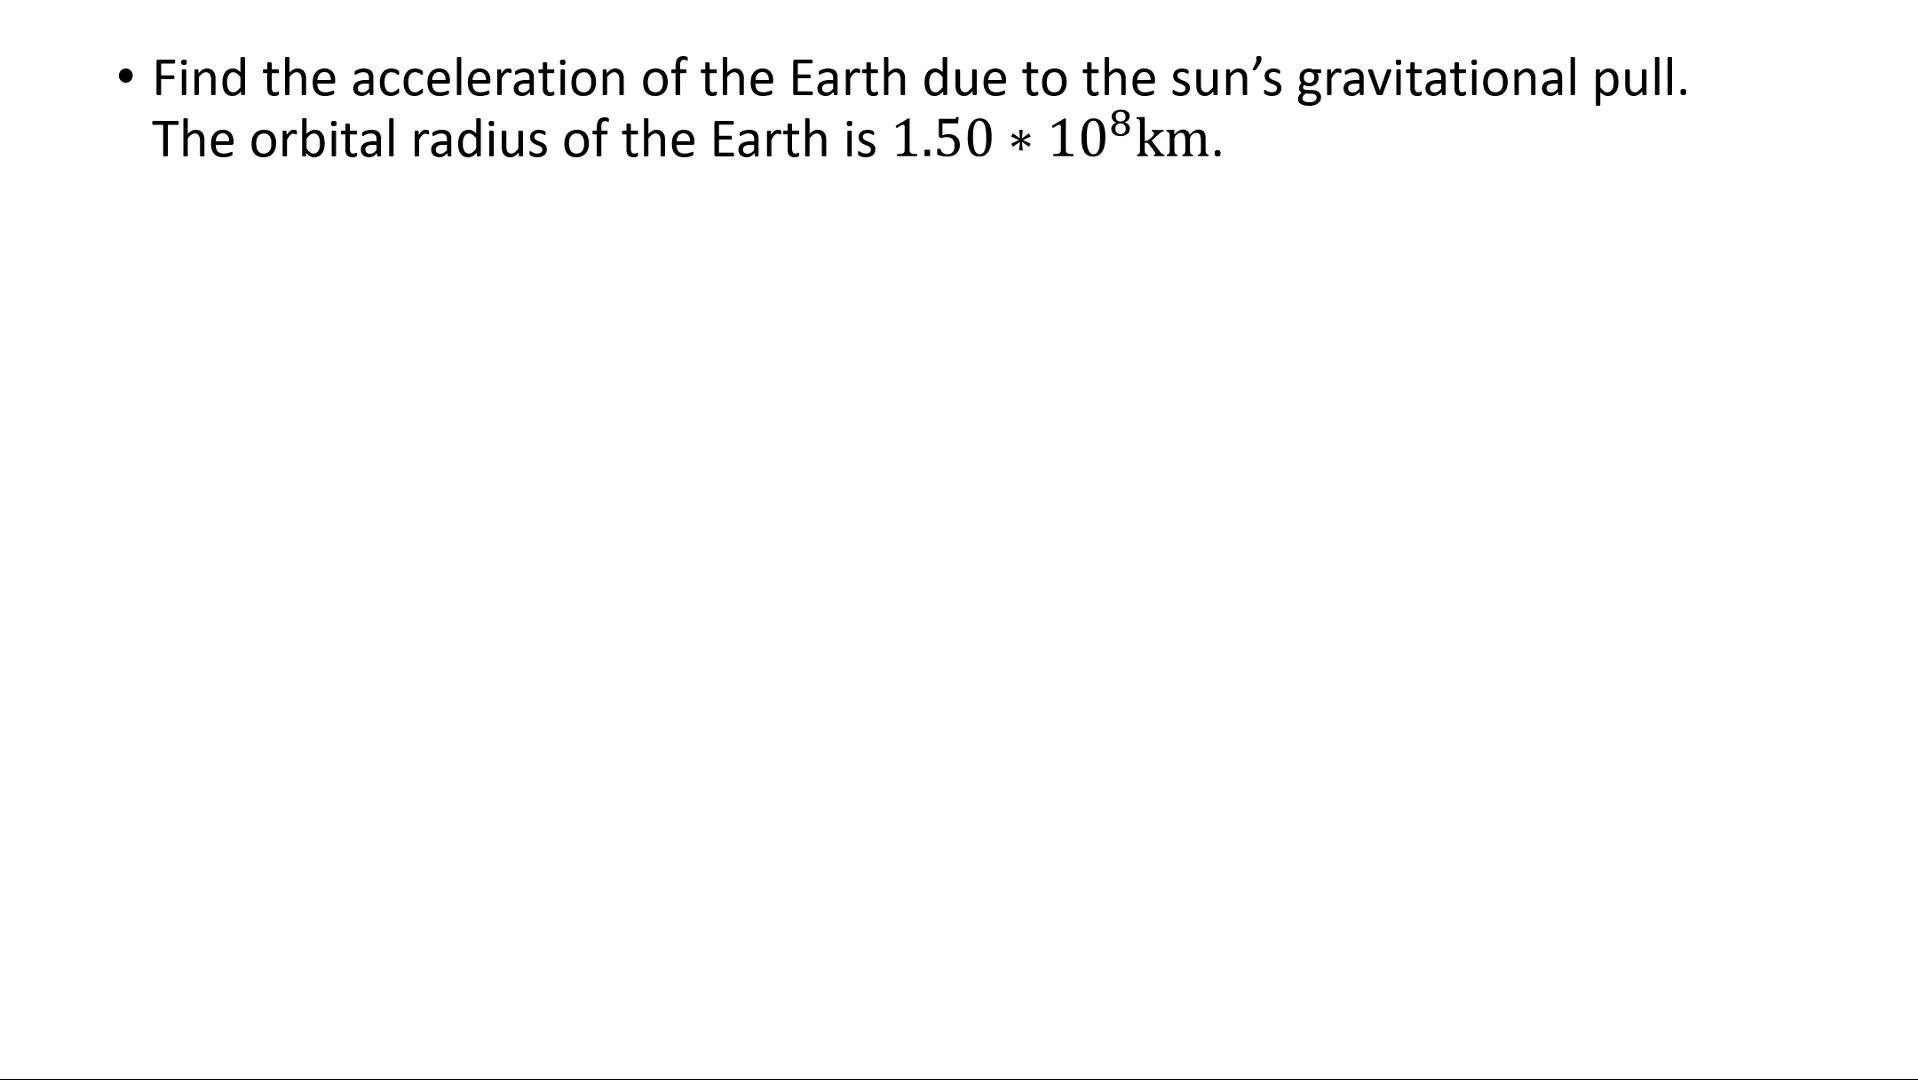 • Find the acceleration of the Earth due to the sun’s gravitational pull.
The orbital radius of the Earth is 1.50 ∗ 10⁸km.